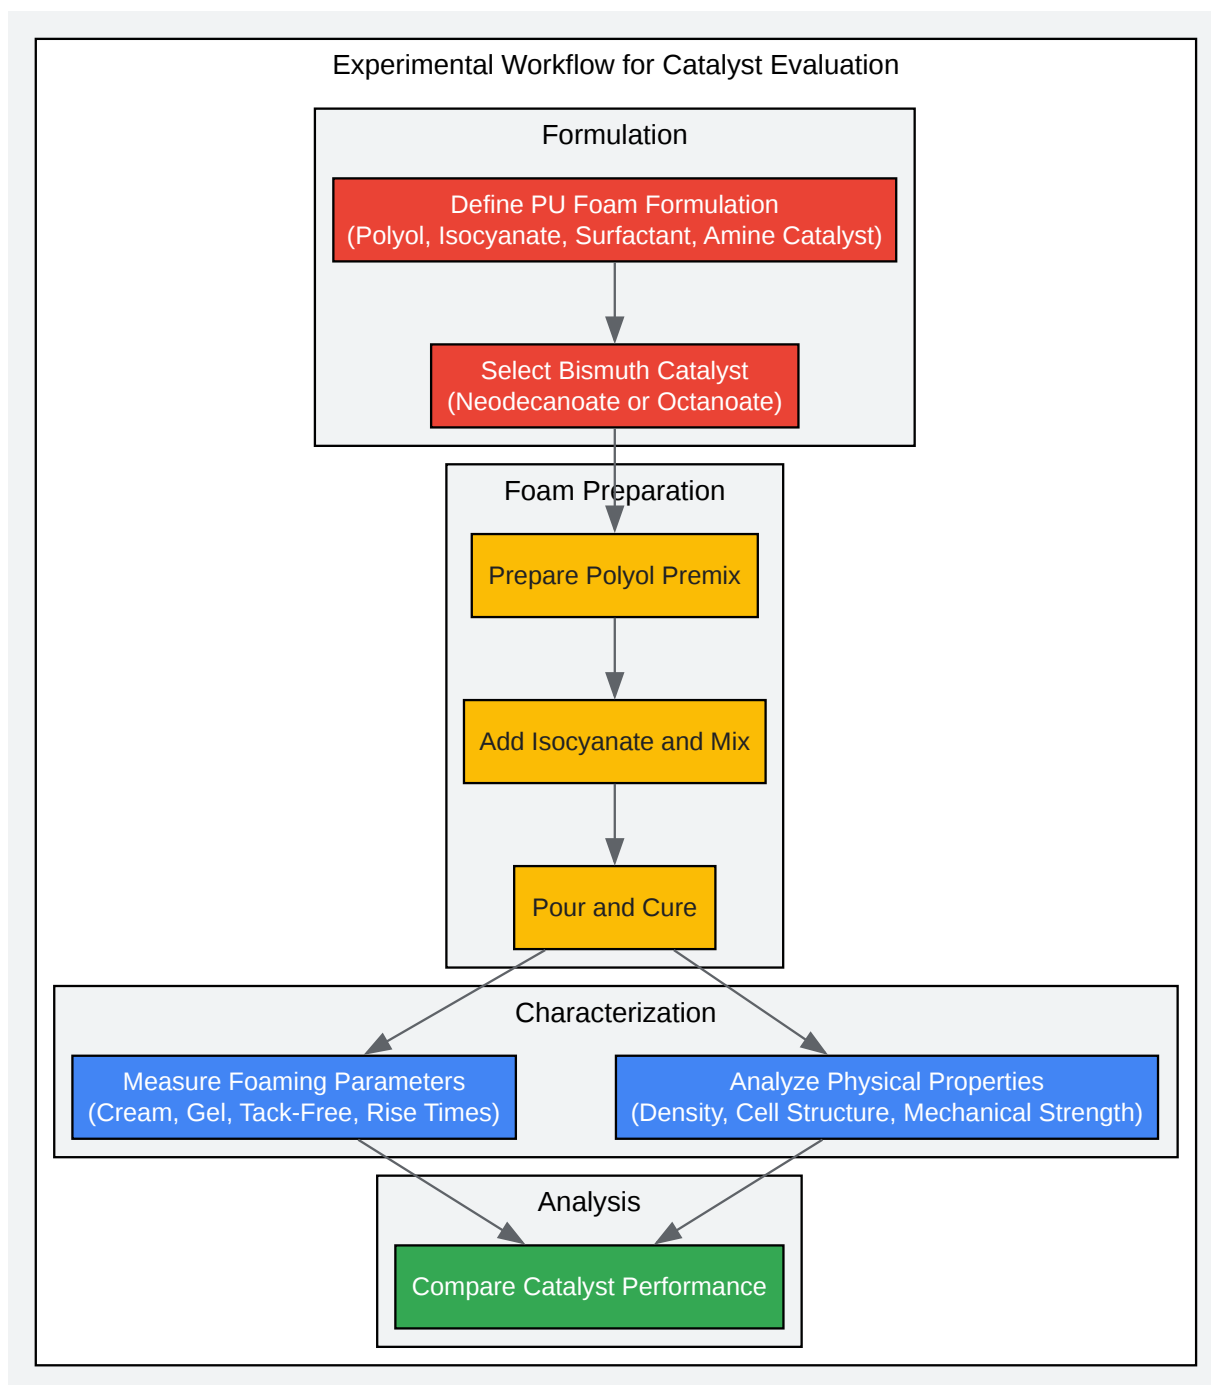 Experimental Workflow for Catalyst Evaluation
Formulation
Define PU Foam Formulation
(Polyol, Isocyanate, Surfactant, Amine Catalyst)
Select Bismuth Catalyst
(Neodecanoate or Octanoate)
Foam Preparation
Prepare Polyol Premix
Add Isocyanate and Mix
Pour and Cure
Characterization
Measure Foaming Parameters
(Cream, Gel, Tack-Free, Rise Times)
Analyze Physical Properties
(Density, Cell Structure, Mechanical Strength)
Analysis
Compare Catalyst Performance